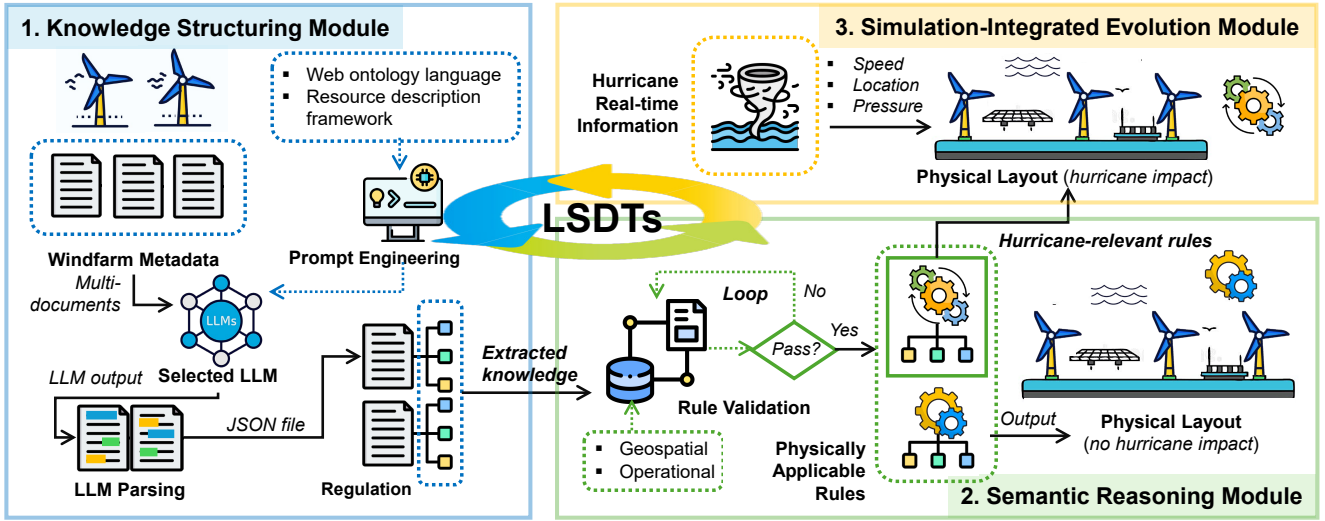 1. Knowledge Structuring Module
▪ Web ontology language
▪ Resource description
framework
Windfarm Metadata
Prompt Engineering
Multi-
documents
LLMs
Selected LLM
LLM output
JSON file
LLM Parsing
Regulation
Extracted
knowledge
LSDTs
3. Simulation-Integrated Evolution Module
Hurricane
Real-time
Information
▪ Speed
▪ Location
▪ Pressure
Physical Layout (hurricane impact)
Hurricane-relevant rules
Loop
No
Pass?
Yes
Rule Validation
▪ Geospatial
▪ Operational
Physically
Applicable
Rules
Output
Physical Layout
(no hurricane impact)
2. Semantic Reasoning Module